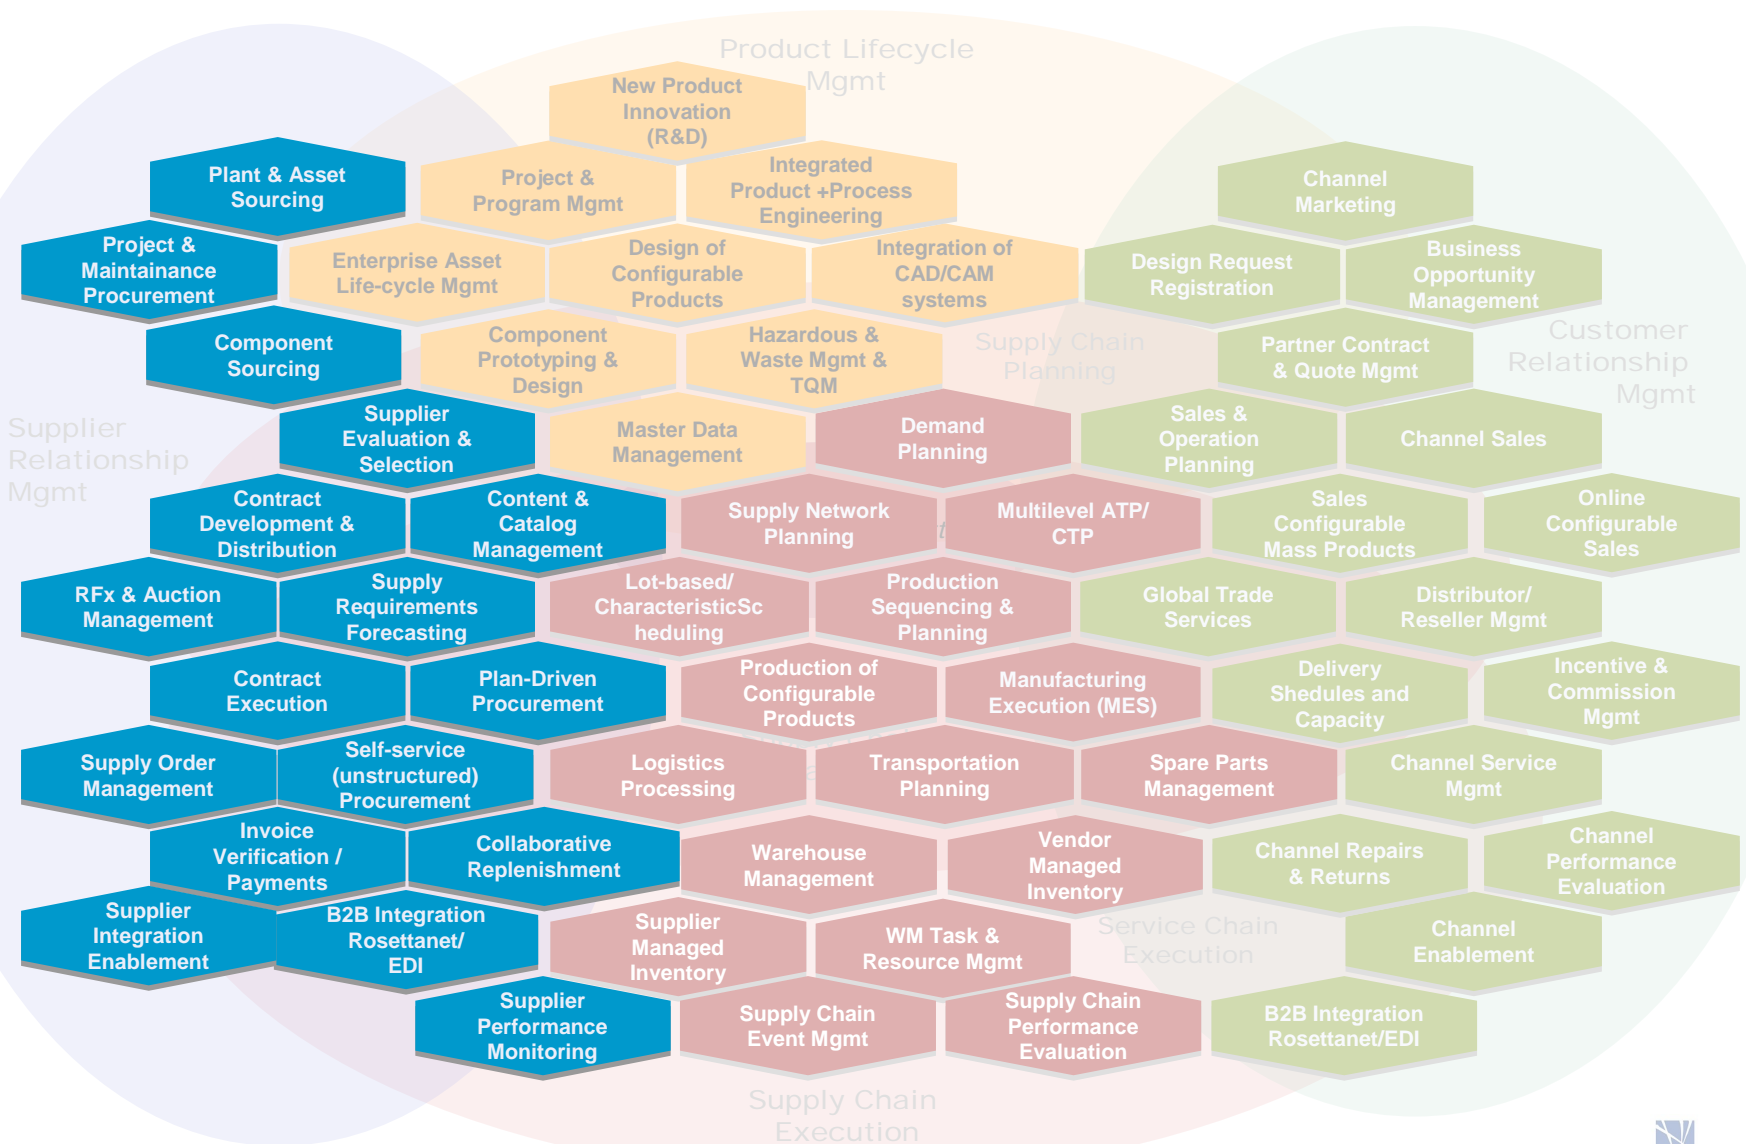 Product Lifecycle
Mgmt
New Product
Innovation
(R&D)
Plant & Asset
Sourcing
Project &
Program Mgmt
Integrated
Product +Process
Engineering
Channel
Marketing
Project &
Maintainance
Procurement
Enterprise Asset
Life-cycle Mgmt
Design of
Configurable
Products
Integration of
CAD/CAM
systems
Design Request
Registration
Business
Opportunity
Management
Component
Sourcing
Component
Prototyping &
Design
Hazardous &
Waste Mgmt &
TQM
Supply Chain
Planning
Partner Contract
& Quote Mgmt
Customer
Relationship
Mgmt
Supplier
Relationship
Mgmt
Supplier
Evaluation &
Selection
Master Data
Management
Demand
Planning
Sales &
Operation
Planning
Channel Sales
Contract
Development &
Distribution
Content &
Catalog
Management
Supply Network
Planning
Multilevel ATP/
CTP
Sales
Configurable
Mass Products
Online
Configurable
Sales
RFx & Auction
Management
Supply
Requirements
Forecasting
Lot-based/
CharacteristicSc
heduling
Production
Sequencing &
Planning
Global Trade
Services
Distributor/
Reseller Mgmt
Contract
Execution
Plan-Driven
Procurement
Production of
Configurable
Products
Manufacturing
Execution (MES)
Delivery
Shedules and
Capacity
Incentive &
Commission
Mgmt
Supply Order
Management
Self-service
(unstructured)
Procurement
Logistics
Processing
Transportation
Planning
Spare Parts
Management
Channel Service
Mgmt
Invoice
Verification /
Payments
Collaborative
Replenishment
Warehouse
Management
Vendor
Managed
Inventory
Channel Repairs
& Returns
Channel
Performance
Evaluation
Supplier
Integration
Enablement
B2B Integration
Rosettanet/
EDI
Supplier
Managed
Inventory
WM Task &
Resource Mgmt
Service Chain
Execution
Channel
Enablement
Supplier
Performance
Monitoring
Supply Chain
Event Mgmt
Supply Chain
Performance
Evaluation
B2B Integration
Rosettanet/EDI
Supply Chain
Execution